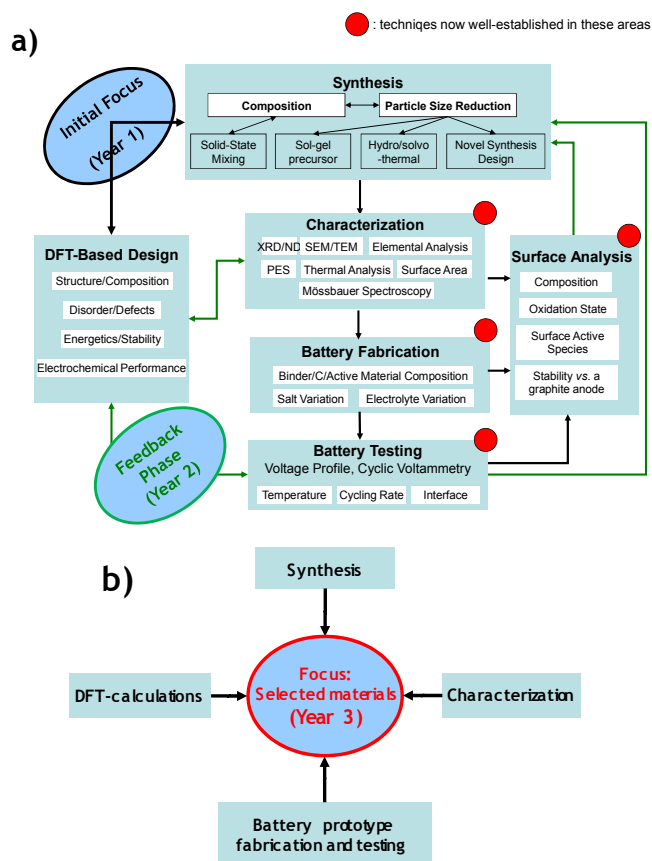 : techniqes now well-established in these areas
a)
Initial Focus
(Year 1)
Synthesis
Composition
Particle Size Reduction
Solid-State
Mixing
Sol-gel
precursor
Hydro/solvo
-thermal
Novel Synthesis
Design
Characterization
XRD/ND
SEM/TEM
Elemental Analysis
PES
Thermal Analysis
Surface Area
Mössbauer Spectroscopy
DFT-Based Design
Structure/Composition
Disorder/Defects
Energetics/Stability
Electrochemical Performance
Surface Analysis
Composition
Oxidation State
Surface Active
Species
Stability vs. a
graphite anode
Battery Fabrication
Binder/C/Active Material Composition
Salt Variation
Electrolyte Variation
Feedback
Phase
(Year 2)
Battery Testing
Voltage Profile, Cyclic Voltammetry
Temperature
Cycling Rate
Interface
b)
Synthesis
DFT-calculations
Focus:
Selected materials
(Year 3)
Characterization
Battery prototype
fabrication and testing